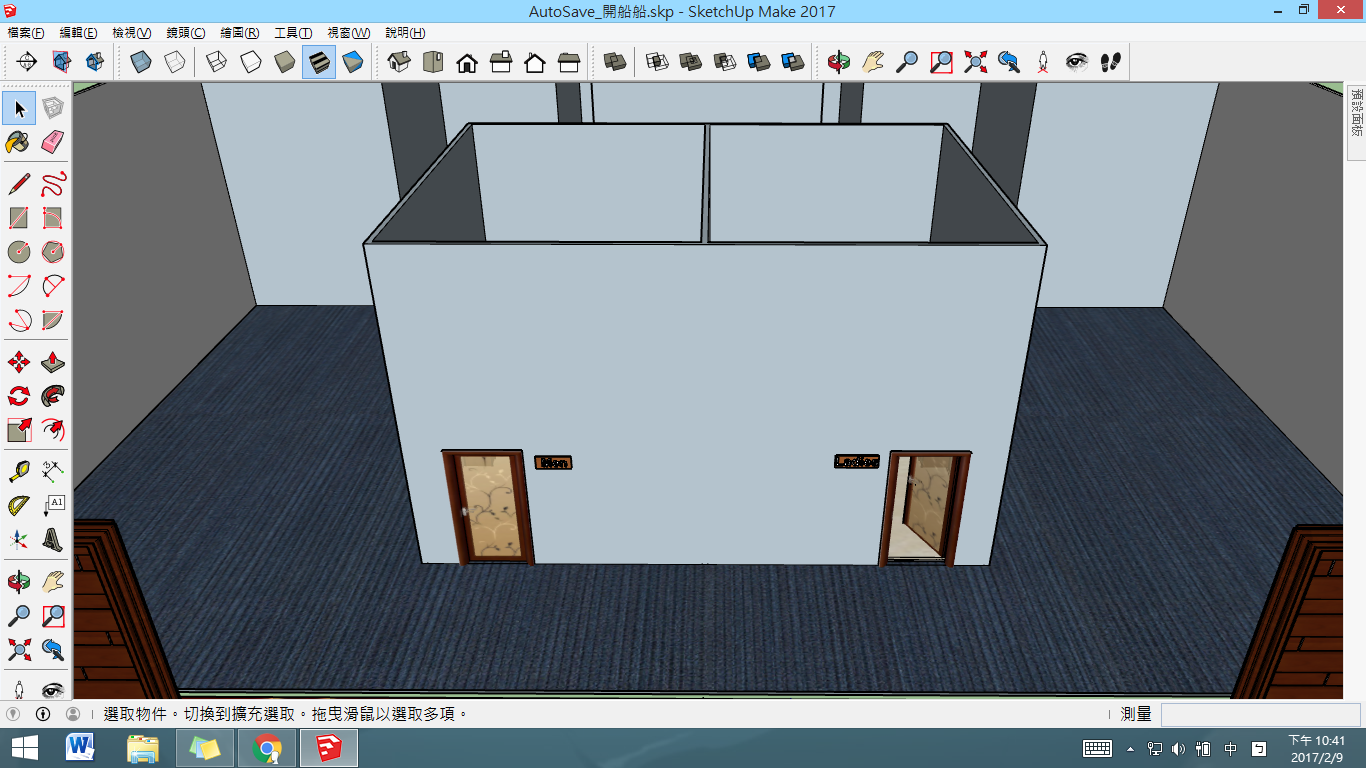 AutoSave_開船船.skp - SketchUp Make 2017
檔案(F) 編輯(E) 檢視(V) 鏡頭(C) 繪圖(R) 工具(T) 視窗(W) 說明(H)
預設面板
A1
選取物件。切換到擴充選取。拖曳滑鼠以選取多項。
測量
中
下午 10:41
2017/2/9